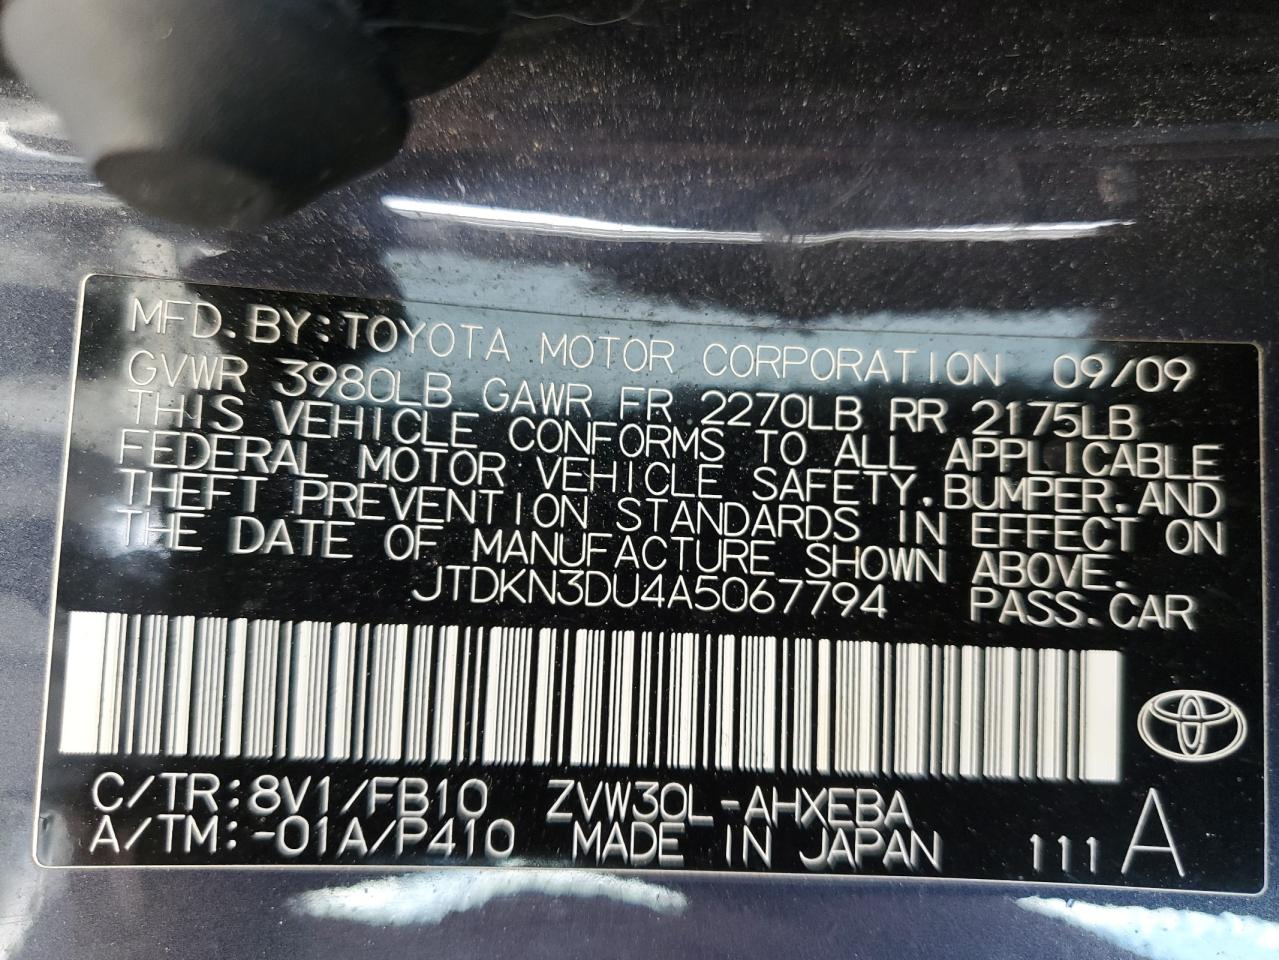 MFD. BY: TOYOTA MOTOR CORPORATION 09/09
GVWR 3980LB GAWR FR 2270LB RR 2175LB
THIS VEHICLE CONFORMS TO ALL APPLICABLE
FEDERAL MOTOR VEHICLE SAFETY, BUMPER, AND
THEFT PREVENTION STANDARDS IN EFFECT ON
THE DATE OF MANUFACTURE SHOWN ABOVE.
JTDKN3DU4A5067794 PASS. CAR
C/TR: 8V1/FB10 ZVW30L-AHXEBA
A/TM: -01A/P410 MADE IN JAPAN 111 A